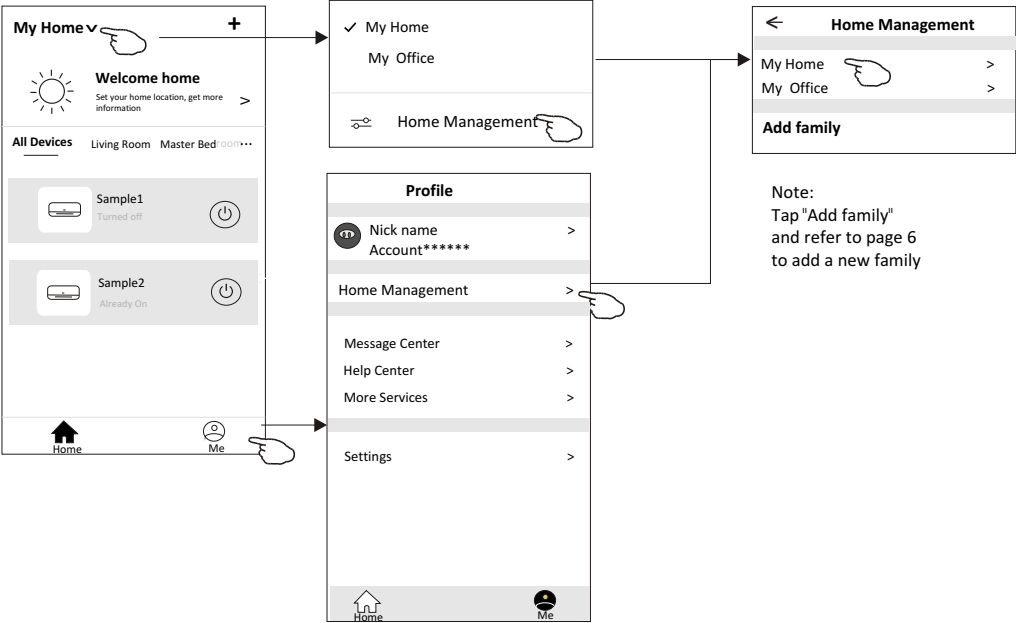 My Home
+
Welcome home
Set your home location, get more
information
>
All Devices Living Room Master Bedroom ...
Sample1
Turned off
Sample2
Already On
Home
Me
✓ My Home
My Office
Home Management
Profile
Nick name >
Account******
Home Management >
Message Center >
Help Center >
More Services >
Settings >
Home
Me
Home Management
My Home >
My Office >
Add family
Note:
Tap "Add family"
and refer to page 6
to add a new family